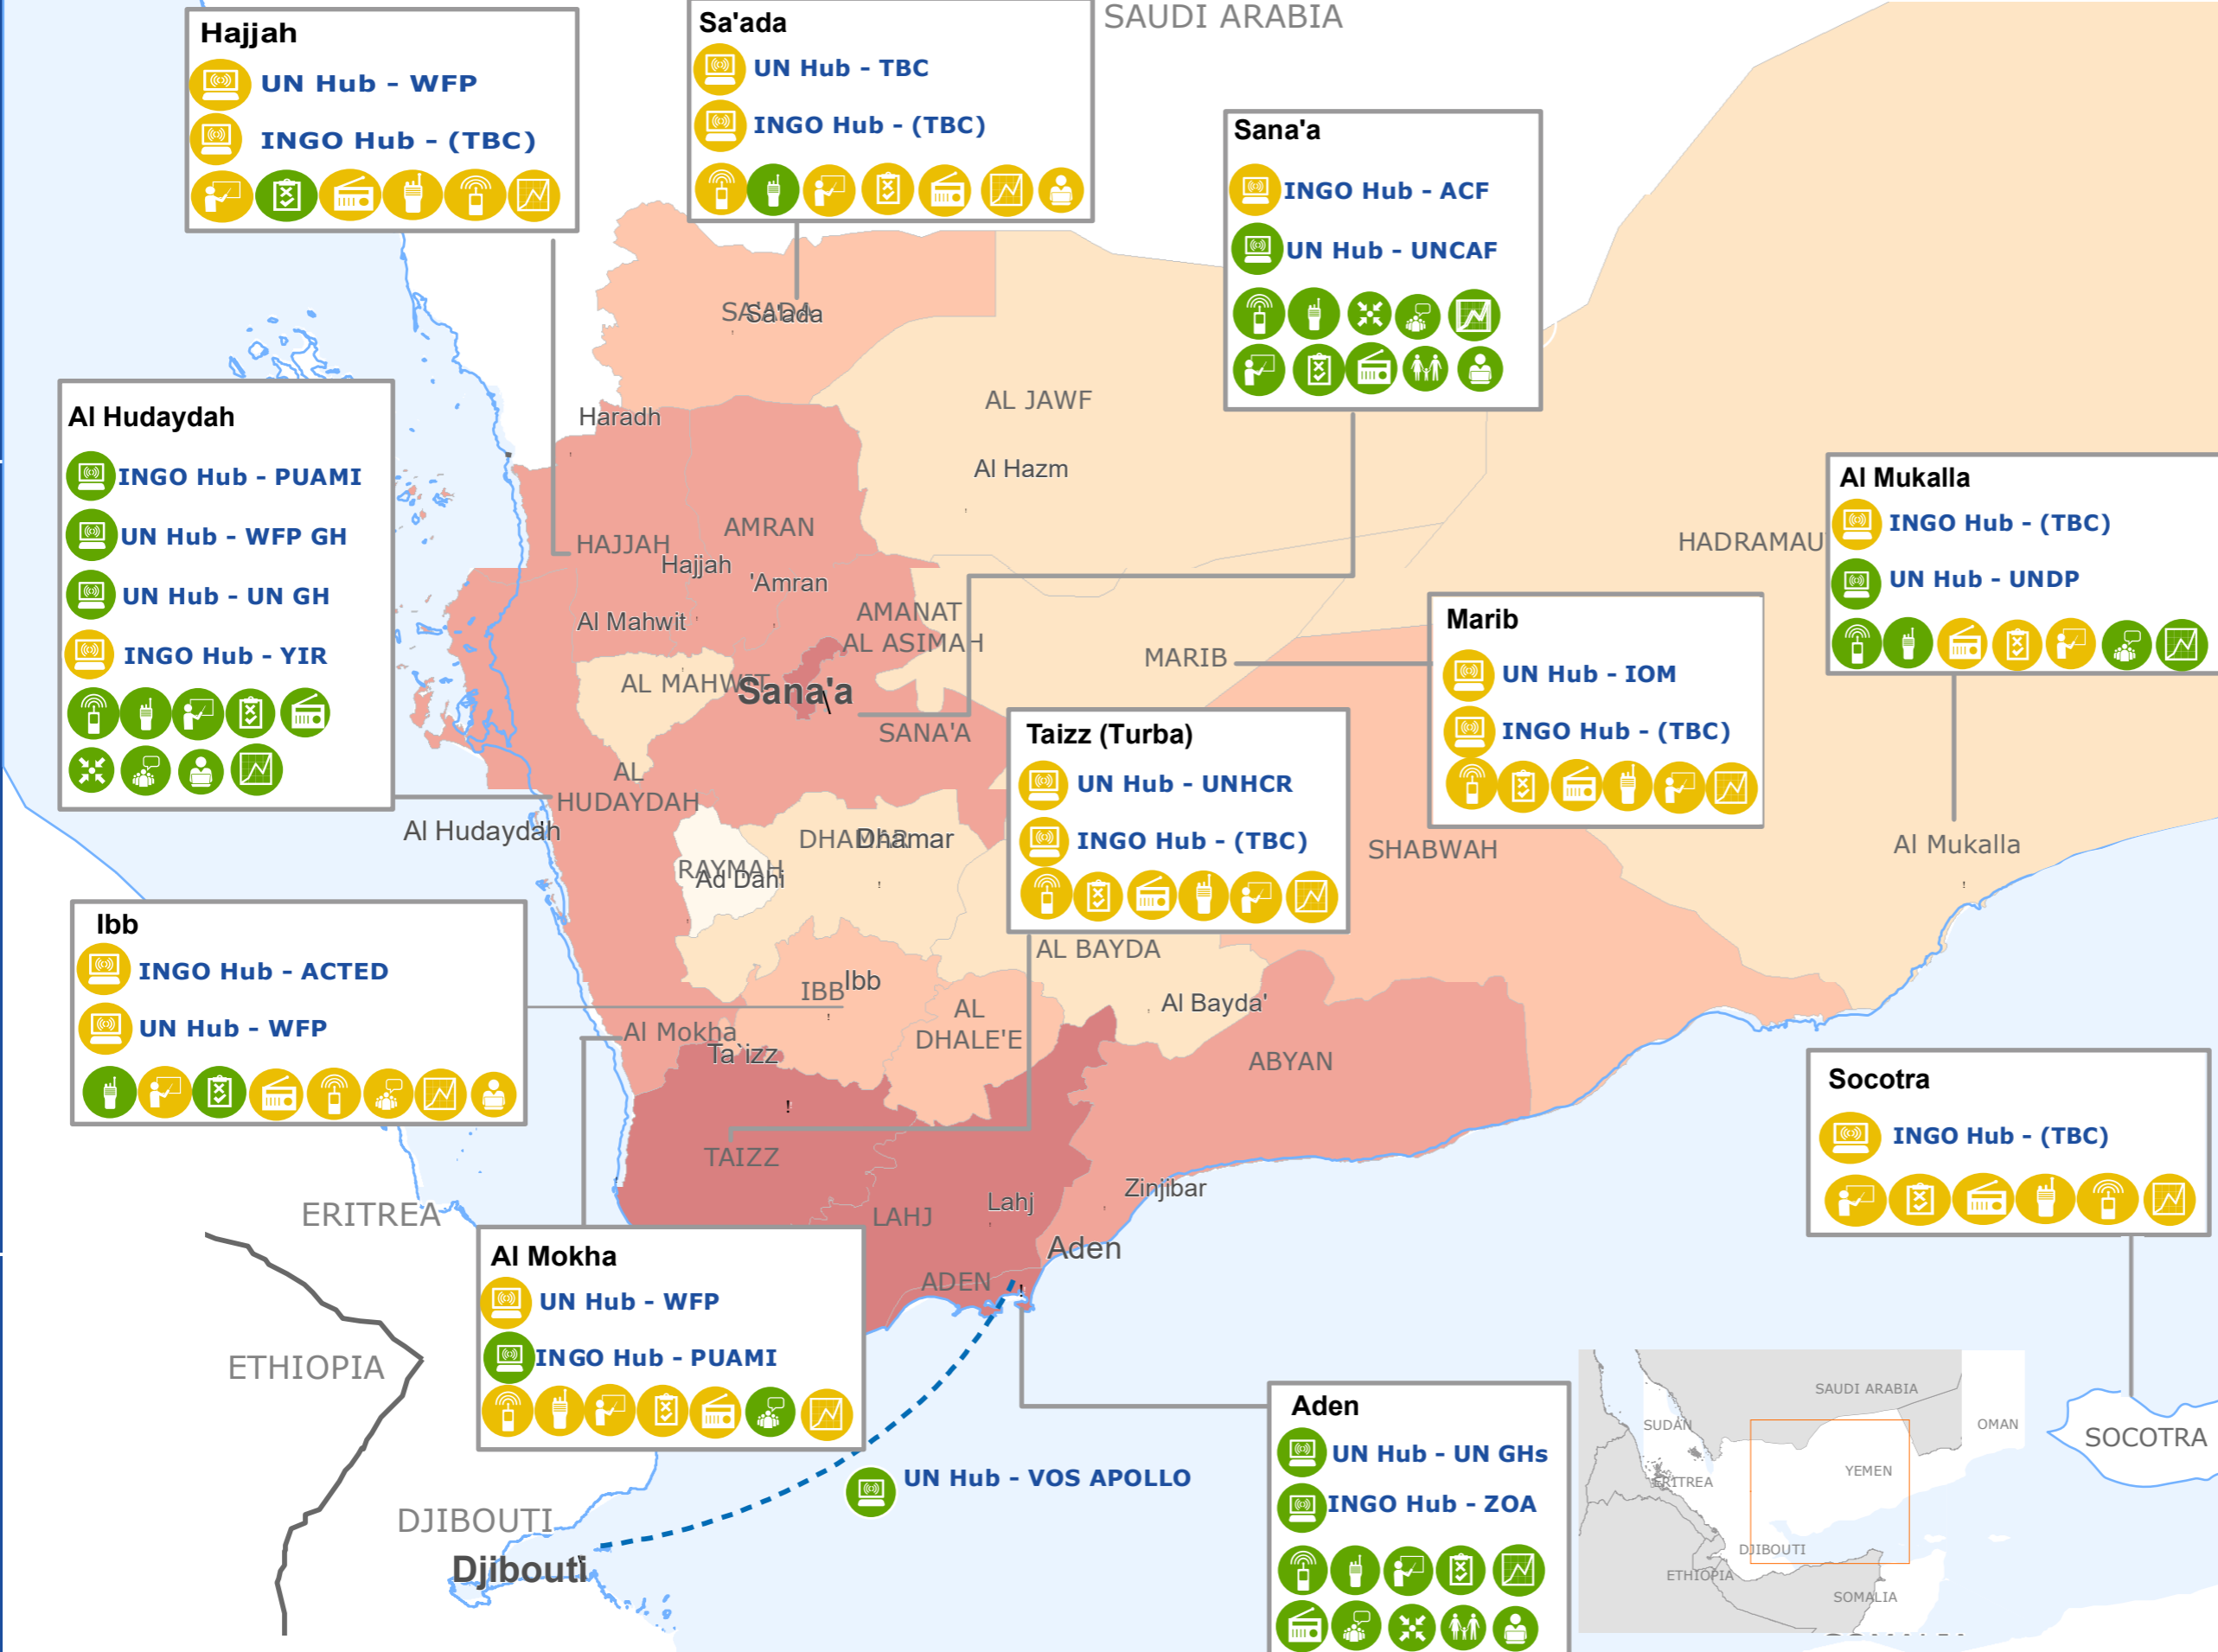 SAUDI ARABIA
Hajjah
UN Hub - WFP
INGO Hub - (TBC)
Sa'ada
UN Hub - TBC
INGO Hub - (TBC)
Sana'a
INGO Hub - ACF
UN Hub - UNCAF
Al Hudaydah
INGO Hub - PUAMI
UN Hub - WFP GH
UN Hub - UN GH
INGO Hub - YIR
Al Mukalla
INGO Hub - (TBC)
UN Hub - UNDP
Marib
UN Hub - IOM
INGO Hub - (TBC)
Taizz (Turba)
UN Hub - UNHCR
INGO Hub - (TBC)
Ibb
INGO Hub - ACTED
UN Hub - WFP
Socotra
INGO Hub - (TBC)
Al Mokha
UN Hub - WFP
INGO Hub - PUAMI
Aden
UN Hub - UN GHs
INGO Hub - ZOA
UN Hub - VOS APOLLO
SA'ADA
Sa'ada
Haradh
AL JAWF
Al Hazm
AMRAN
HAJJAH
Hajjah
'Amran
HADRAMAU
Al Mahwit
AMANAT
AL ASIMAH
MARIB
AL MAHWIT
Sana'a
SANA'A
AL
HUDAYDAH
Al Hudaydah
DHAMAR
Dhamar
RAYMAH
Ad Dahi
SHABWAH
Al Mukalla
AL BAYDA
Al Bayda'
IBB
Ibb
AL
DHALE'E
Al Mokha
Ta`izz
ABYAN
TAIZZ
LAHJ
Lahj
Zinjibar
ADEN
Aden
ERITREA
ETHIOPIA
DJIBOUTI
Djibouti
SOCOTRA
SAUDI ARABIA
SUDAN
OMAN
YEMEN
ERITREA
DJIBOUTI
ETHIOPIA
SOMALIA